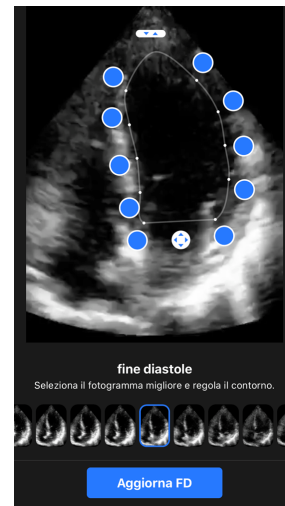 fine diastole
Seleziona il fotogramma migliore e regola il contorno.
Aggiorna FD